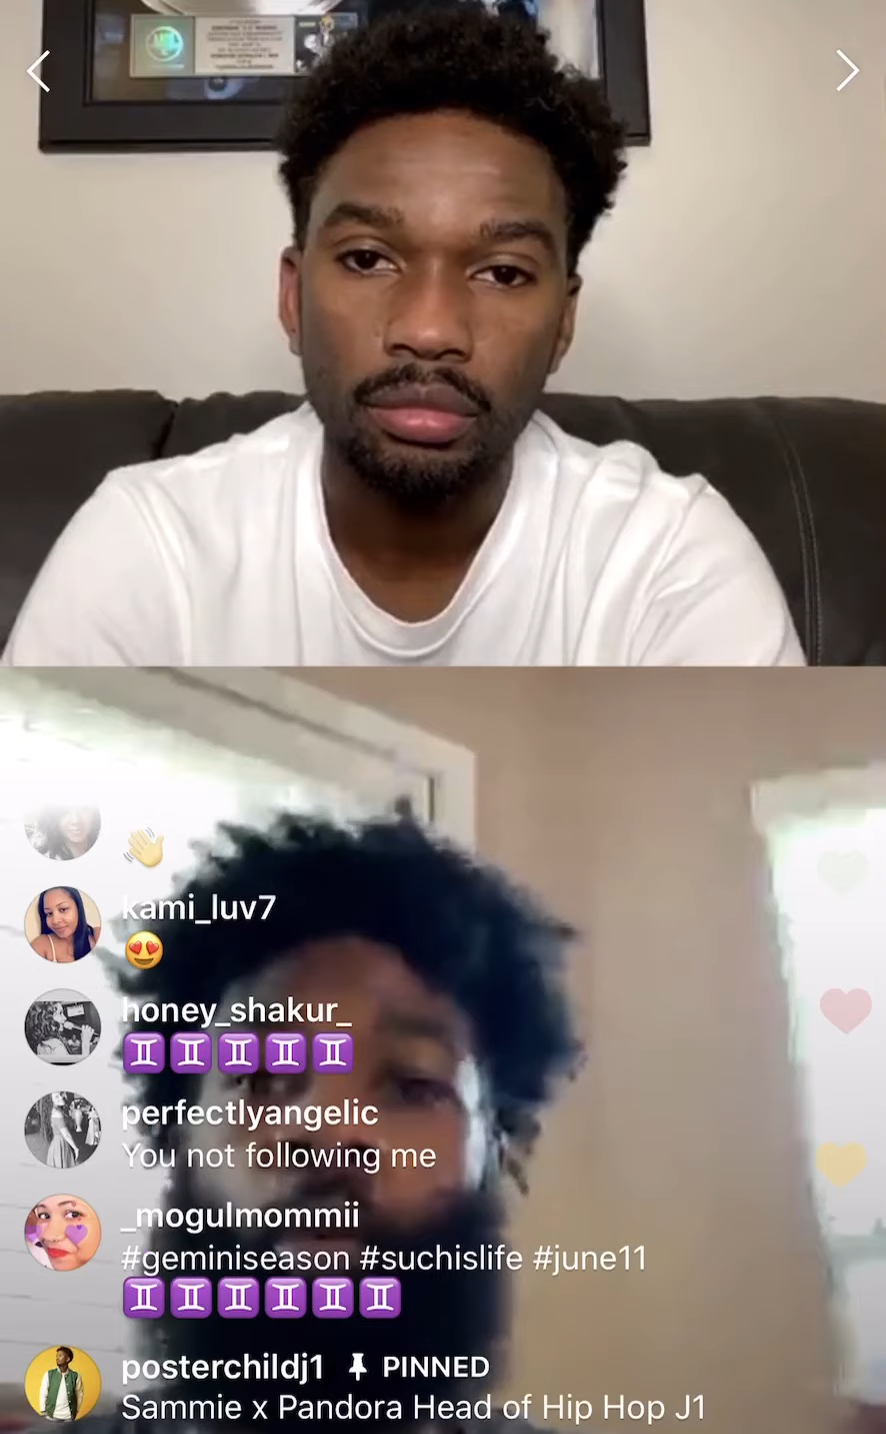 kami_luv7
😍
honey_shakur_
♊♊♊♊♊
perfectlyangelic
You not following me
_mogulmommii
#geminiseason #suchislife #june11
♊♊♊♊♊♊
posterchildj1 📌 PINNED
Sammie x Pandora Head of Hip Hop J1